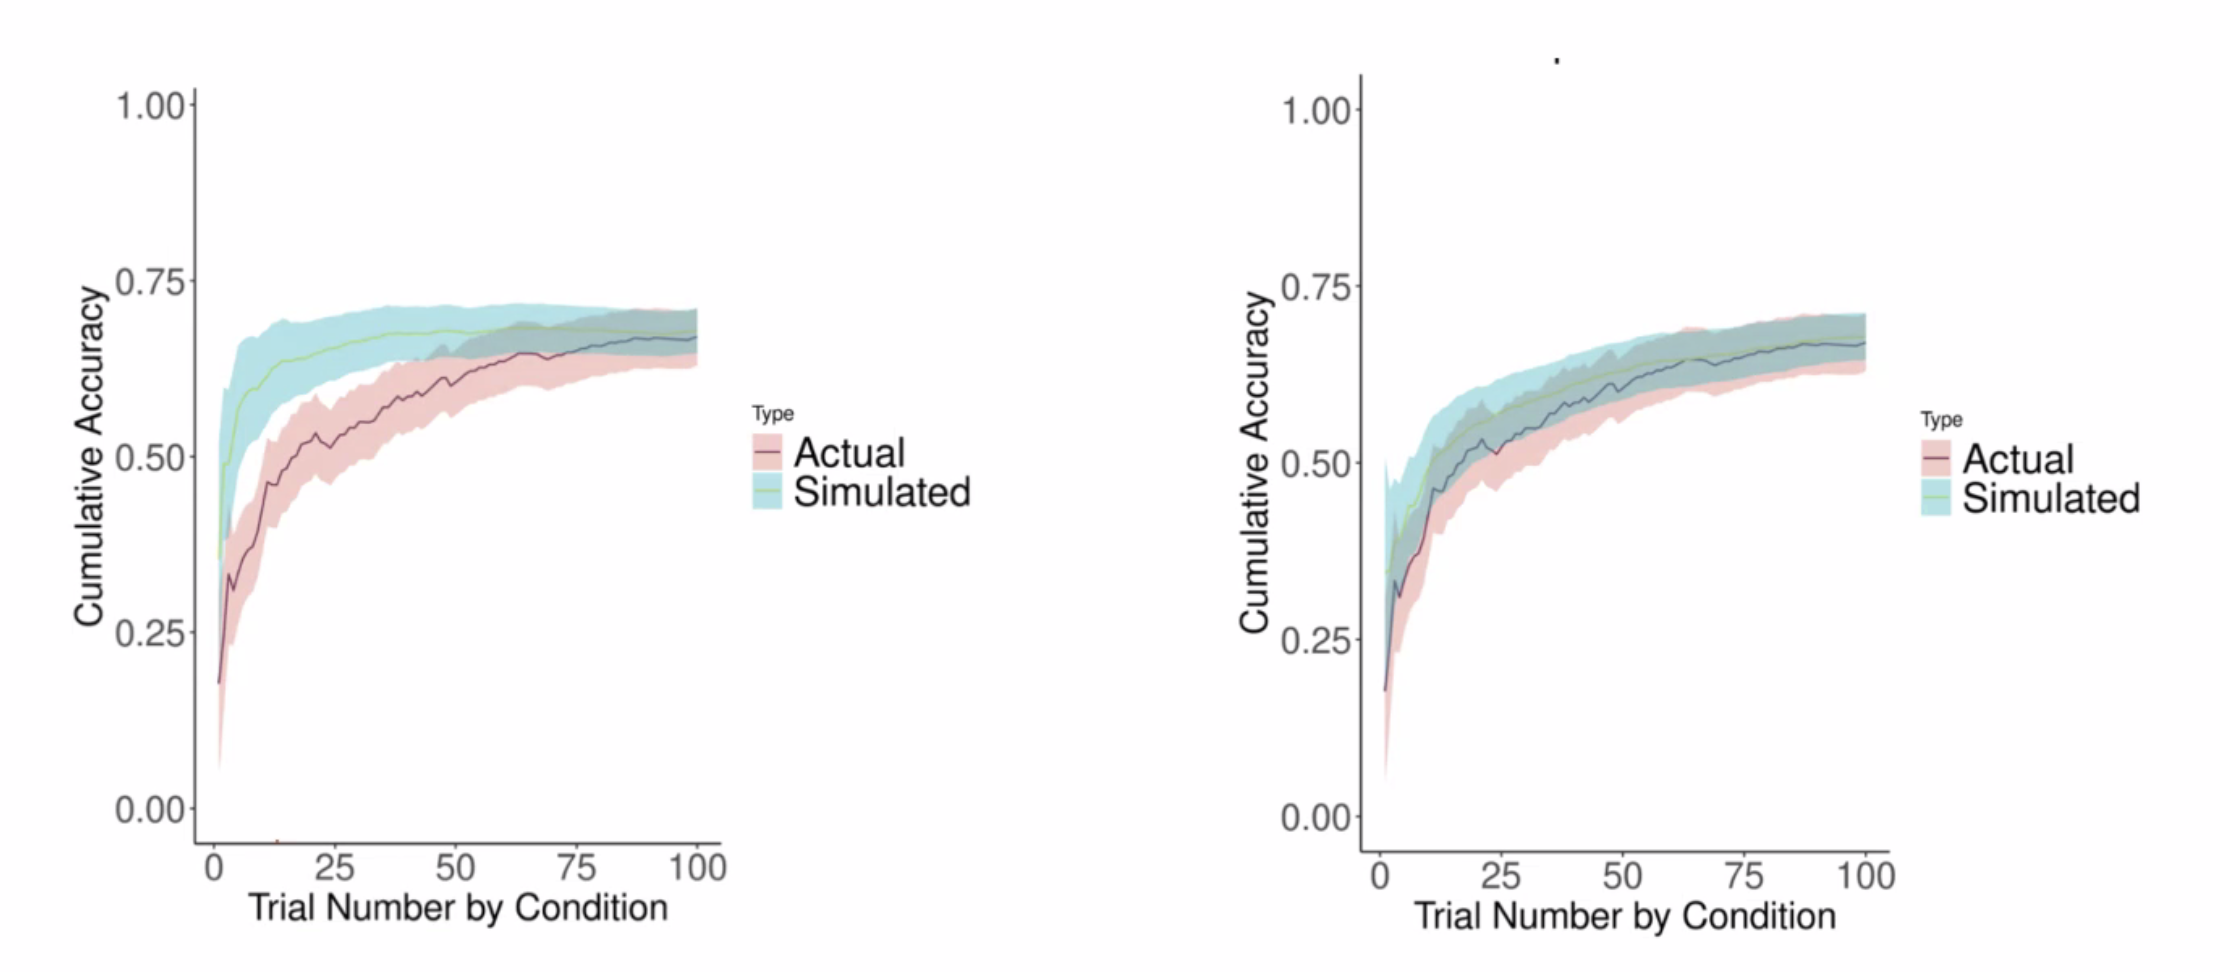 1.00
0.75
0.50
0.25
0.00
Cumulative Accuracy
0 25 50 75 100
Trial Number by Condition
Type
Actual
Simulated
1.00
0.75
0.50
0.25
0.00
Cumulative Accuracy
0 25 50 75 100
Trial Number by Condition
Type
Actual
Simulated